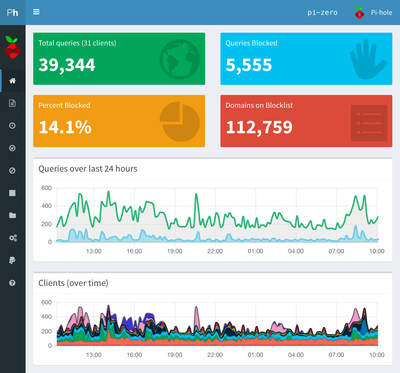 Ph
pi-zero
Pi-hole
Total queries (31 clients)
39,344
Queries Blocked
5,555
Percent Blocked
14.1%
Domains on Blocklist
112,759
Queries over last 24 hours
600
400
200
0
13:00 16:00 19:00 22:00 01:00 04:00 07:00 10:00
Clients (over time)
600
400
200
0
13:00 16:00 19:00 22:00 01:00 04:00 07:00 10:00